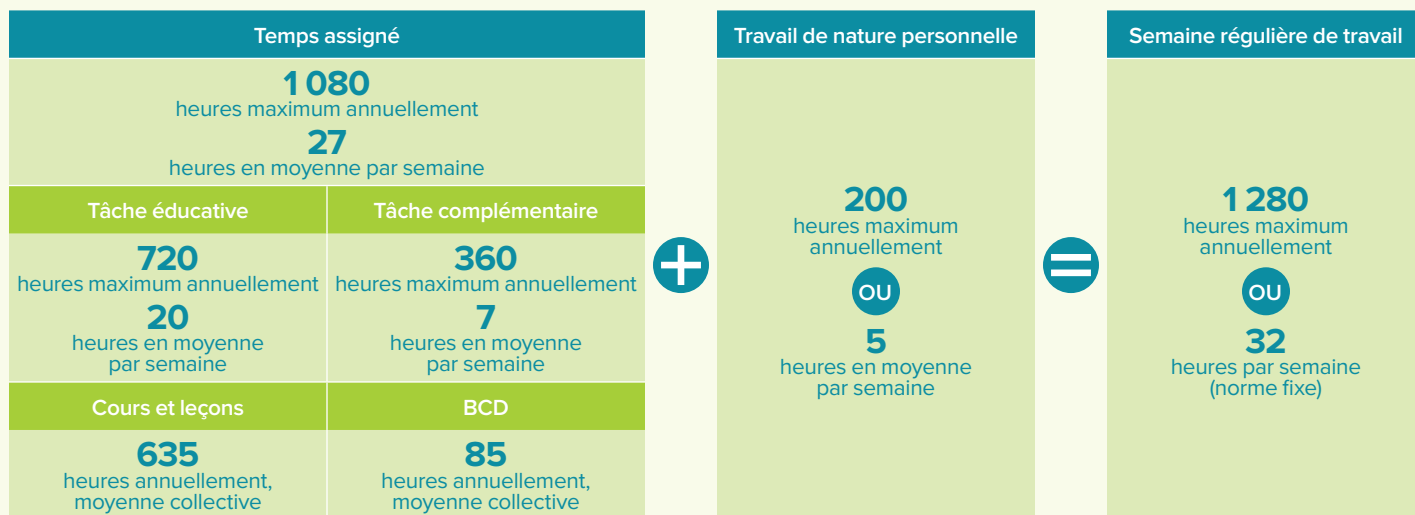 Temps assigné
1 080
heures maximum annuellement
27
heures en moyenne par semaine
Tâche éducative
720
heures maximum annuellement
20
heures en moyenne
par semaine
Tâche complémentaire
360
heures maximum annuellement
7
heures en moyenne
par semaine
Cours et leçons
635
heures annuellement,
moyenne collective
BCD
85
heures annuellement,
moyenne collective
+
Travail de nature personnelle
200
heures maximum
annuellement
OU
5
heures en moyenne
par semaine
=
Semaine régulière de travail
1 280
heures maximum
annuellement
OU
32
heures par semaine
(norme fixe)